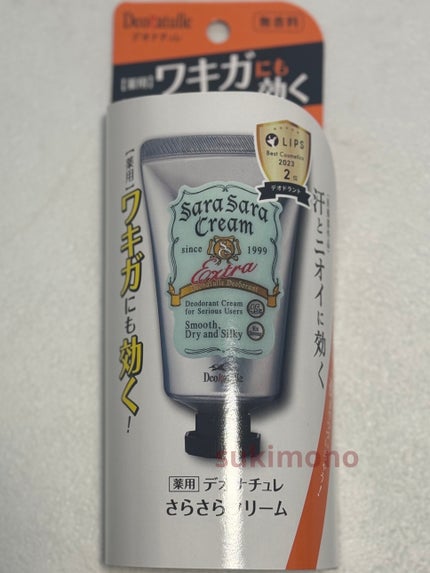 Deonatulle
デオナチュレ
無香料
【薬用】ワキガにも効く
LIPS
Best Cosmetics
2023
2位
デオドラント
汗とニオイに効く
【薬用】ワキガにも効く!
Sara Sara
Cream
since 1999
Extra
Deonatulle Deodorant
Deodorant Cream
for Serious Users
Smooth,
Dry and Silky
Deonatulle
sukimono
薬用 デオナチュレ
さらさらクリーム